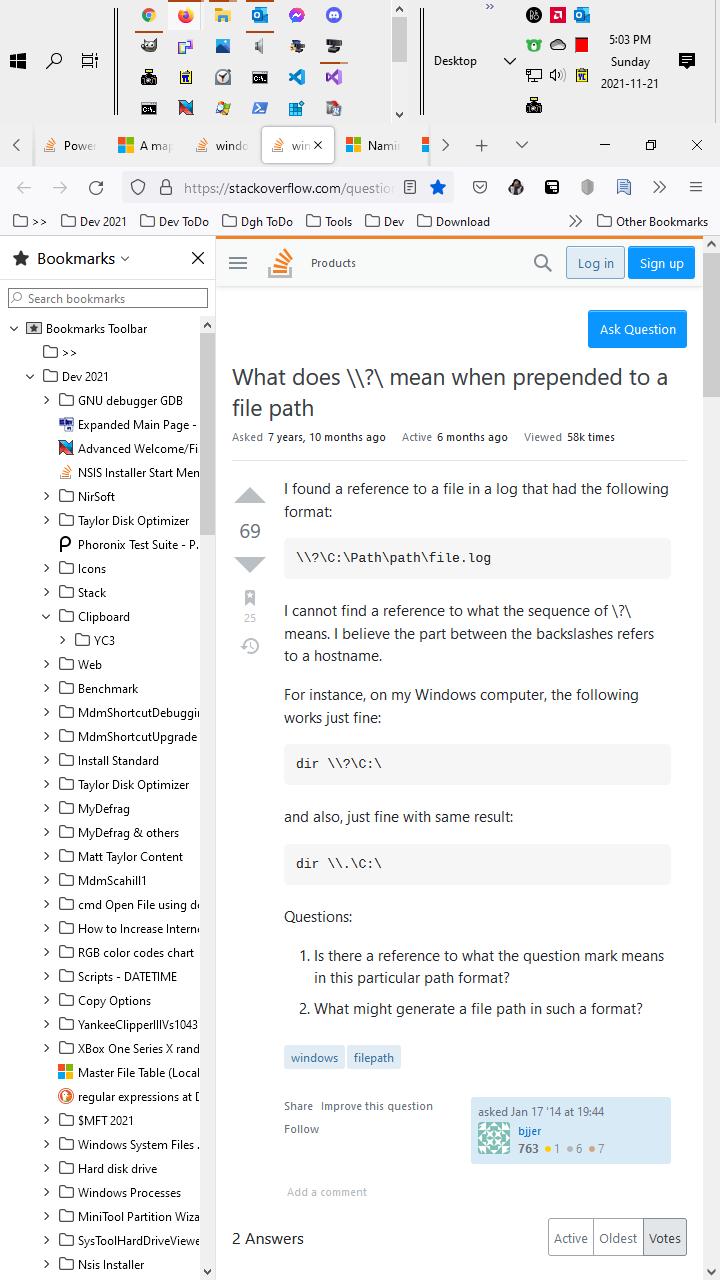 5:03 PM
Desktop
Sunday
2021-11-21
Power
A ma
windo
win
Namin
https://stackoverflow.com/questio
>>
Dev 2021
Dev ToDo
Dgh ToDo
Tools
Dev
Download
Other Bookmarks
Bookmarks
Search bookmarks
Bookmarks Toolbar
>>
Dev 2021
GNU debugger GDB
Expanded Main Page -
Advanced Welcome/Fi
NSIS Installer Start Men
NirSoft
Taylor Disk Optimizer
Phoronix Test Suite - P.
Icons
Stack
Clipboard
YC3
Web
Benchmark
MdmShortcutDebuggin
MdmShortcutUpgrade
Install Standard
Taylor Disk Optimizer
MyDefrag
MyDefrag & others
Matt Taylor Content
MdmScahill1
cmd Open File using de
How to Increase Interne
RGB color codes chart
Scripts - DATETIME
Copy Options
YankeeClipperIIIVs1043
XBox One Series X rand
Master File Table (Local
regular expressions at D
$MFT 2021
Windows System Files .
Hard disk drive
Windows Processes
MiniTool Partition Wiza
SysToolHardDriveViewe
Nsis Installer
Products
Log in
Sign up
Ask Question
What does \\?\ mean when prepended to a
file path
Asked 7 years, 10 months ago Active 6 months ago Viewed 58k times
69
25
I found a reference to a file in a log that had the following
format:
\\?\C:\Path\path\file.log
I cannot find a reference to what the sequence of \?\
means. I believe the part between the backslashes refers
to a hostname.
For instance, on my Windows computer, the following
works just fine:
dir \\?\C:\
and also, just fine with same result:
dir \\.\C:\
Questions:
1. Is there a reference to what the question mark means
in this particular path format?
2. What might generate a file path in such a format?
windows filepath
Share Improve this question
Follow
asked Jan 17 '14 at 19:44
bjjer
763 1 6 7
Add a comment
2 Answers
Active Oldest Votes